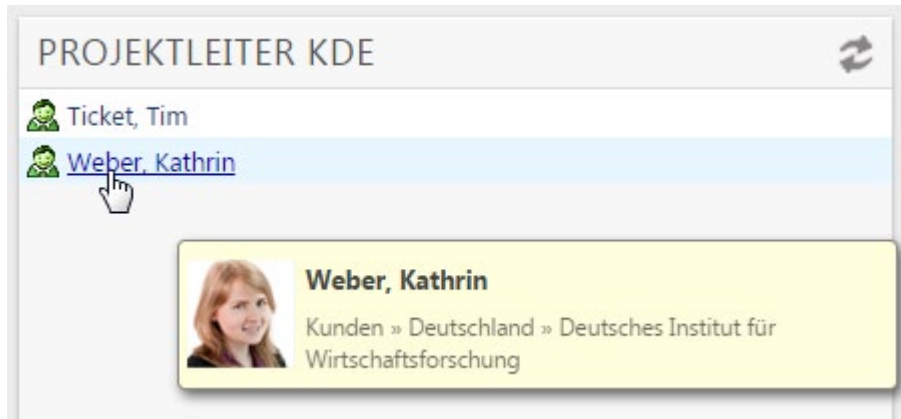 PROJEKTLEITER KDE
Ticket, Tim
Weber, Kathrin
Weber, Kathrin
Kunden » Deutschland » Deutsches Institut für
Wirtschaftsforschung